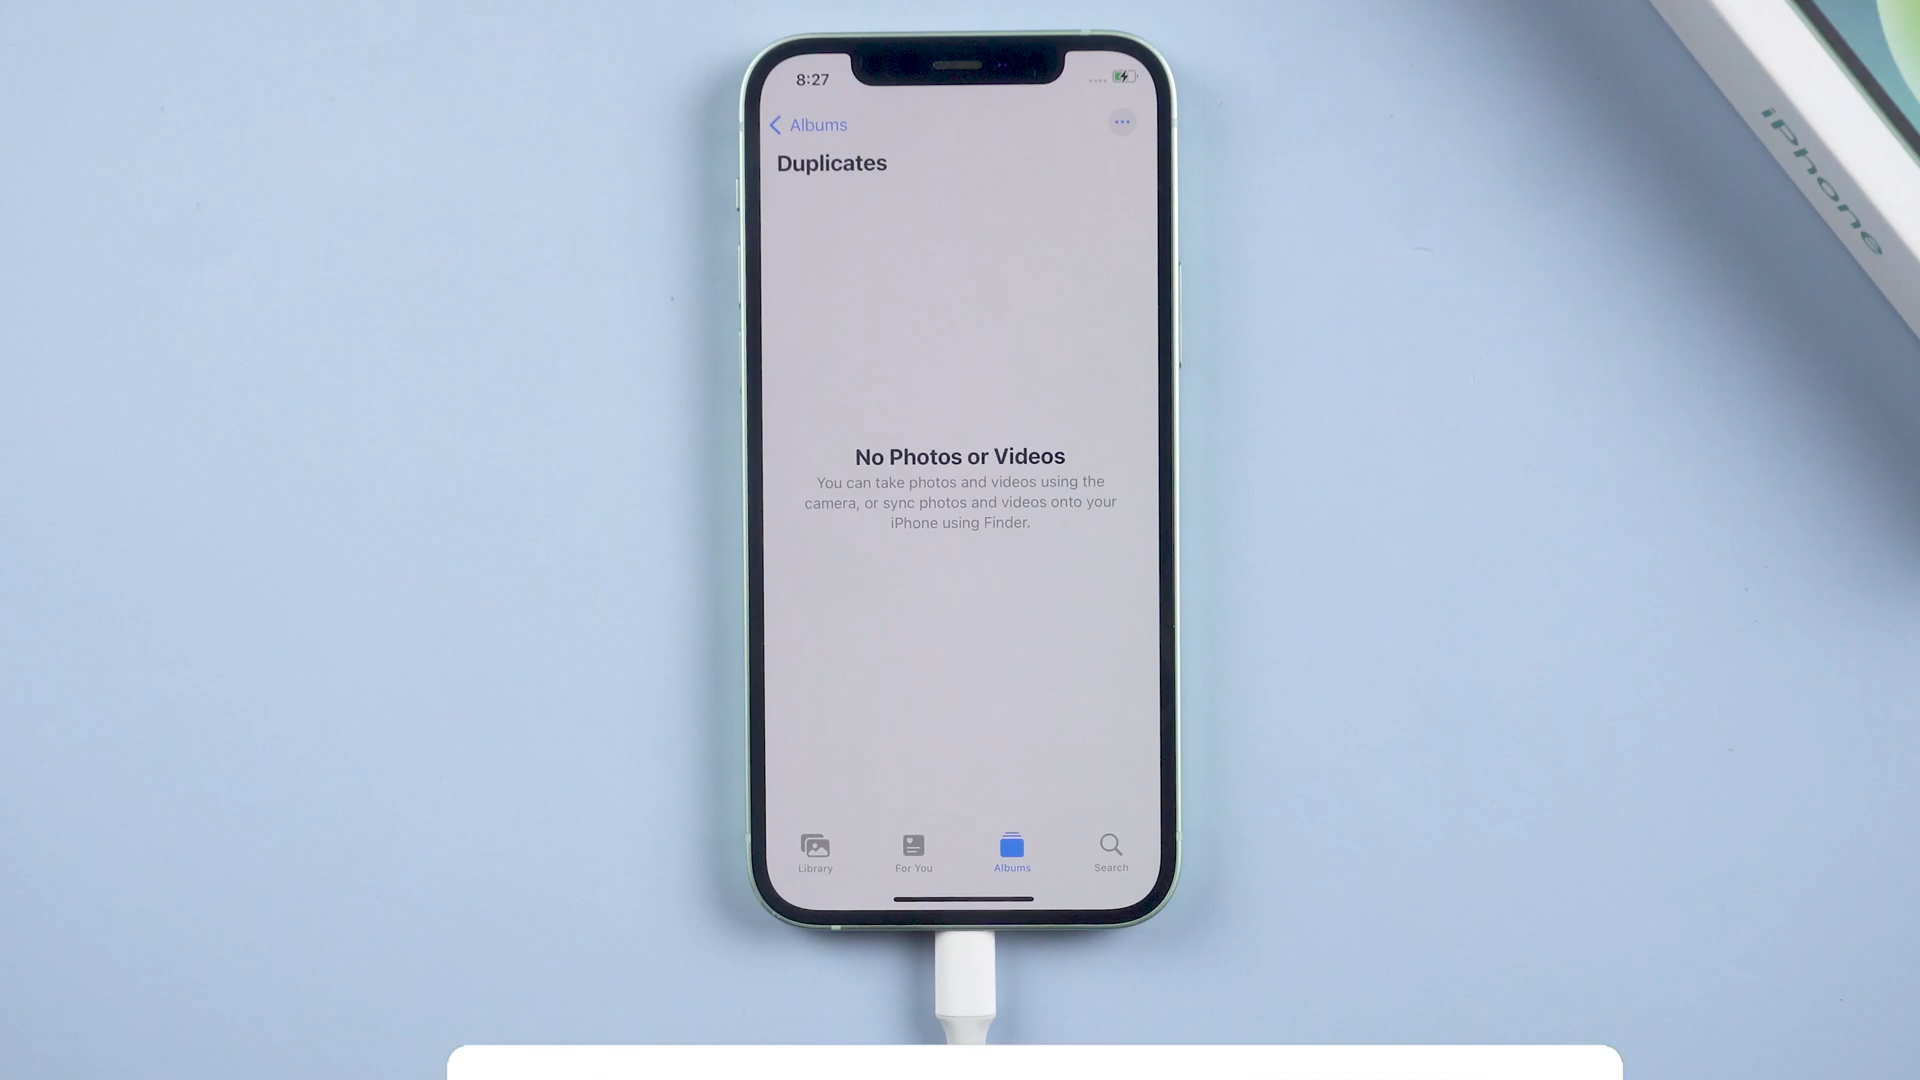 8:27
Albums
Duplicates
No Photos or Videos
You can take photos and videos using the
camera, or sync photos and videos onto your
iPhone using Finder.
Library
For You
Albums
Search
iPhone